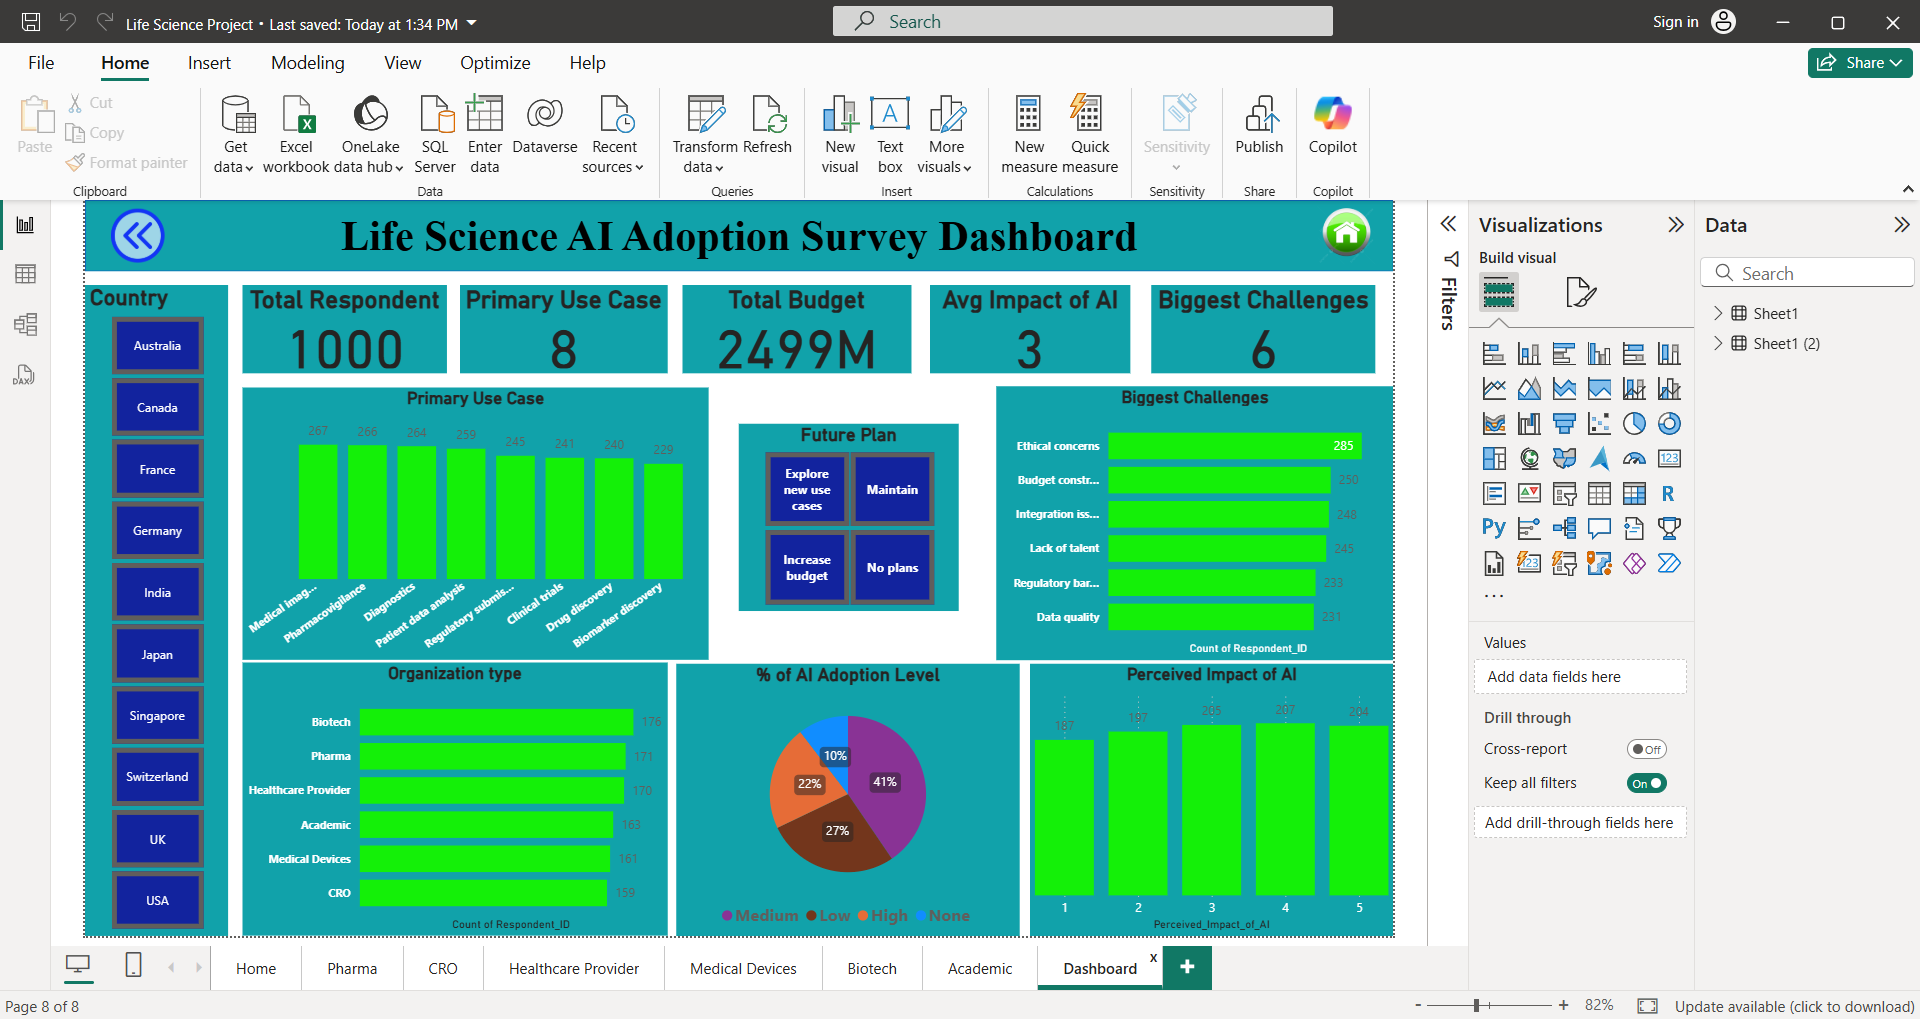 Life Science Project • Last saved: Today at 1:34 PM
Search
Sign in
File Home Insert Modeling View Optimize Help
Share
Paste
Cut
Copy
Format painter
Clipboard
Get data
Excel workbook
OneLake data hub
SQL Server
Enter data
Dataverse
Recent sources
Data
Transform data
Refresh
Queries
New visual
Text box
More visuals
Insert
New measure
Quick measure
Calculations
Sensitivity
Sensitivity
Publish
Share
Copilot
Copilot
DAX
Life Science AI Adoption Survey Dashboard
Country
Australia
Canada
France
Germany
India
Japan
Singapore
Switzerland
UK
USA
Total Respondent
1000
Primary Use Case
8
Total Budget
2499M
Avg Impact of AI
3
Biggest Challenges
6
Primary Use Case
267 266 264 259 245 241 240 229
Medical imag...
Pharmacovigilance
Diagnostics
Patient data analysis
Regulatory submis...
Clinical trials
Drug discovery
Biomarker discovery
Future Plan
Explore new use cases
Maintain
Increase budget
No plans
Biggest Challenges
Ethical concerns 285
Budget constr... 250
Integration iss... 248
Lack of talent 245
Regulatory bar... 233
Data quality 231
Count of Respondent_ID
Organization type
Biotech 176
Pharma 171
Healthcare Provider 170
Academic 163
Medical Devices 161
CRO 159
Count of Respondent_ID
% of AI Adoption Level
10%
41%
22%
27%
Medium Low High None
Perceived Impact of AI
187 197 205 207 204
1 2 3 4 5
Perceived_Impact_of_AI
Filters
Visualizations
Build visual
123
R
Py
123
...
Values
Add data fields here
Drill through
Cross-report Off
Keep all filters On
Add drill-through fields here
Data
Search
Sheet1
Sheet1 (2)
Home Pharma CRO Healthcare Provider Medical Devices Biotech Academic Dashboard x +
Page 8 of 8
- + 82%
Update available (click to download)